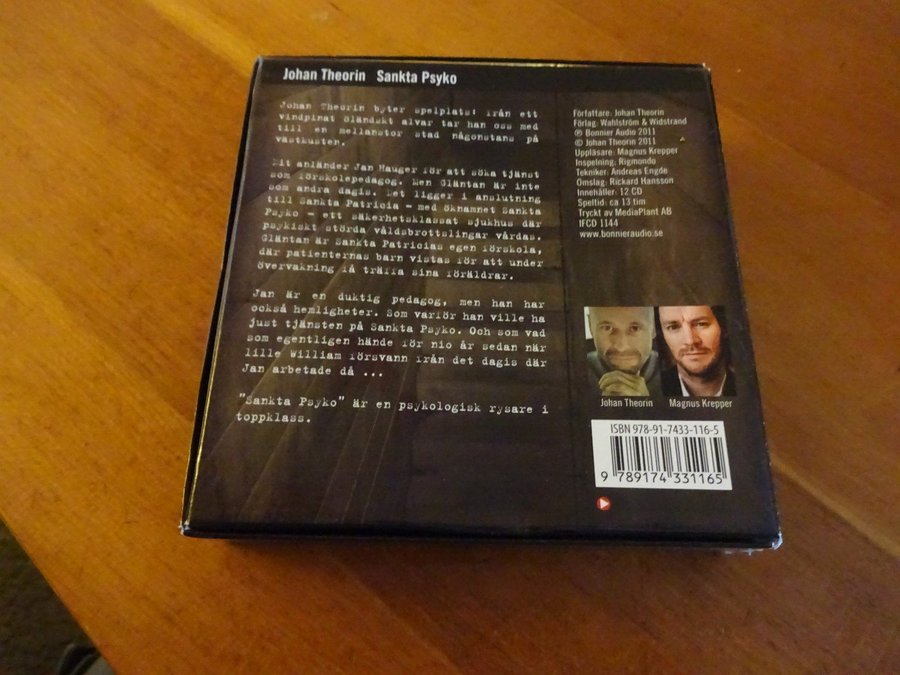 Johan Theorin Sankta Psyko
Johan Theorin byter spelplats: från ett
vindpinat öländskt alvar tar han oss med
till en mellanstor stad någonstans på
västkusten.
Dit anländer Jan Hauger för att söka tjänst
som förskolepedagog. Men Gläntan är inte
som andra dagis. Det ligger i anslutning
till Sankta Patricia – med öknamnet Sankta
Psyko – ett säkerhetsklassat sjukhus där
psykiskt störda våldsbrottslingar vårdas.
Gläntan är Sankta Patricias egen förskola,
där patienternas barn vistas för att under
övervakning få träffa sina föräldrar.
Jan är en duktig pedagog, men han har
också hemligheter. Som varför han ville ha
just tjänsten på Sankta Psyko. Och som vad
som egentligen hände för nio år sedan när
lille William försvann från det dagis där
Jan arbetade då ...
"Sankta Psyko" är en psykologisk rysare i
toppklass.
Författare: Johan Theorin
Förlag: Wahlström & Widstrand
℗ Bonnier Audio 2011
© Johan Theorin 2011
Uppläsare: Magnus Krepper
Inspelning: Rigmondo
Tekniker: Andreas Engde
Omslag: Rickard Hansson
Innehåller: 12 CD
Speltid: ca 13 tim
Tryckt av MediaPlant AB
IFCD 1144
www.bonnieraudio.se
Johan Theorin Magnus Krepper
ISBN 978-91-7433-116-5
9 789174 331165